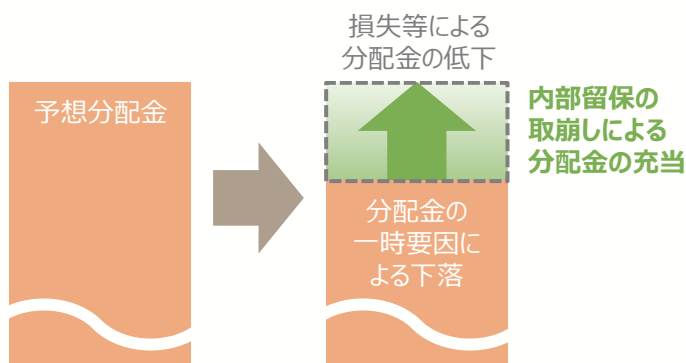 損失等による
分配金の低下
予想分配金
内部留保の
取崩しによる
分配金の充当
分配金の
一時要因に
よる下落